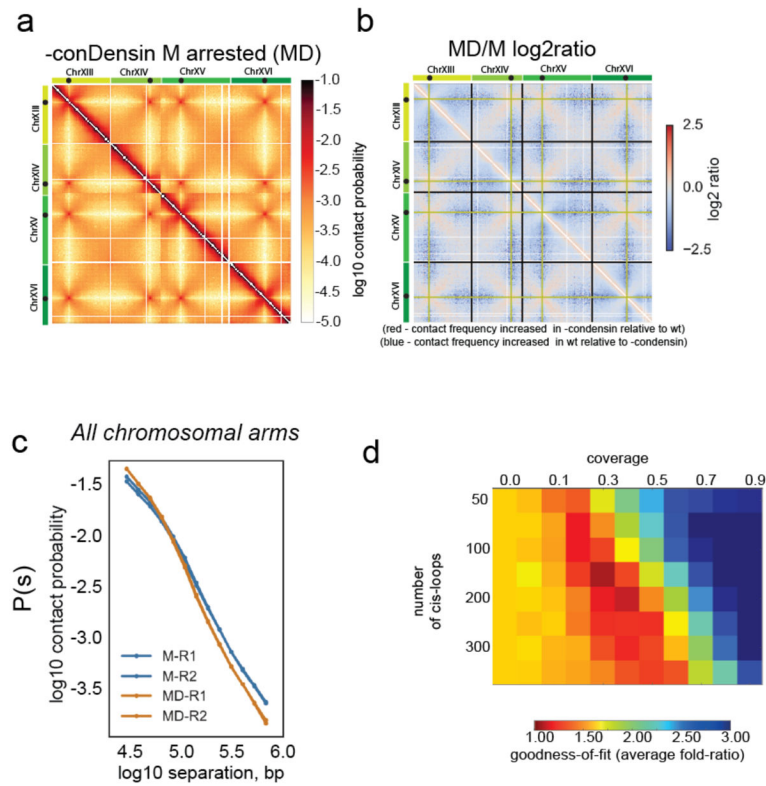 a
-conDensin M arrested (MD)
ChrXIII ChrXIV ChrXV ChrXVI
ChrXIII
ChrXIV
ChrXV
ChrXVI
-1.0
-1.5
-2.0
-2.5
-3.0
-3.5
-4.0
-4.5
-5.0
log10 contact probability
b
MD/M log2ratio
ChrXIII ChrXIV ChrXV ChrXVI
ChrXIII
ChrXIV
ChrXV
ChrXVI
2.5
0.0
−2.5
log2 ratio
(red - contact frequency increased in -condensin relative to wt)
(blue - contact frequency increased in wt relative to -condensin)
c
All chromosomal arms
P(s)
log10 contact probability
-1.5
-2.0
-2.5
-3.0
-3.5
M-R1
M-R2
MD-R1
MD-R2
4.5 5.0 5.5 6.0
log10 separation, bp
d
coverage
0.0 0.1 0.3 0.5 0.7 0.9
number
of cis-loops
50
100
200
300
1.00 1.50 2.00 2.50 3.00
goodness-of-fit (average fold-ratio)